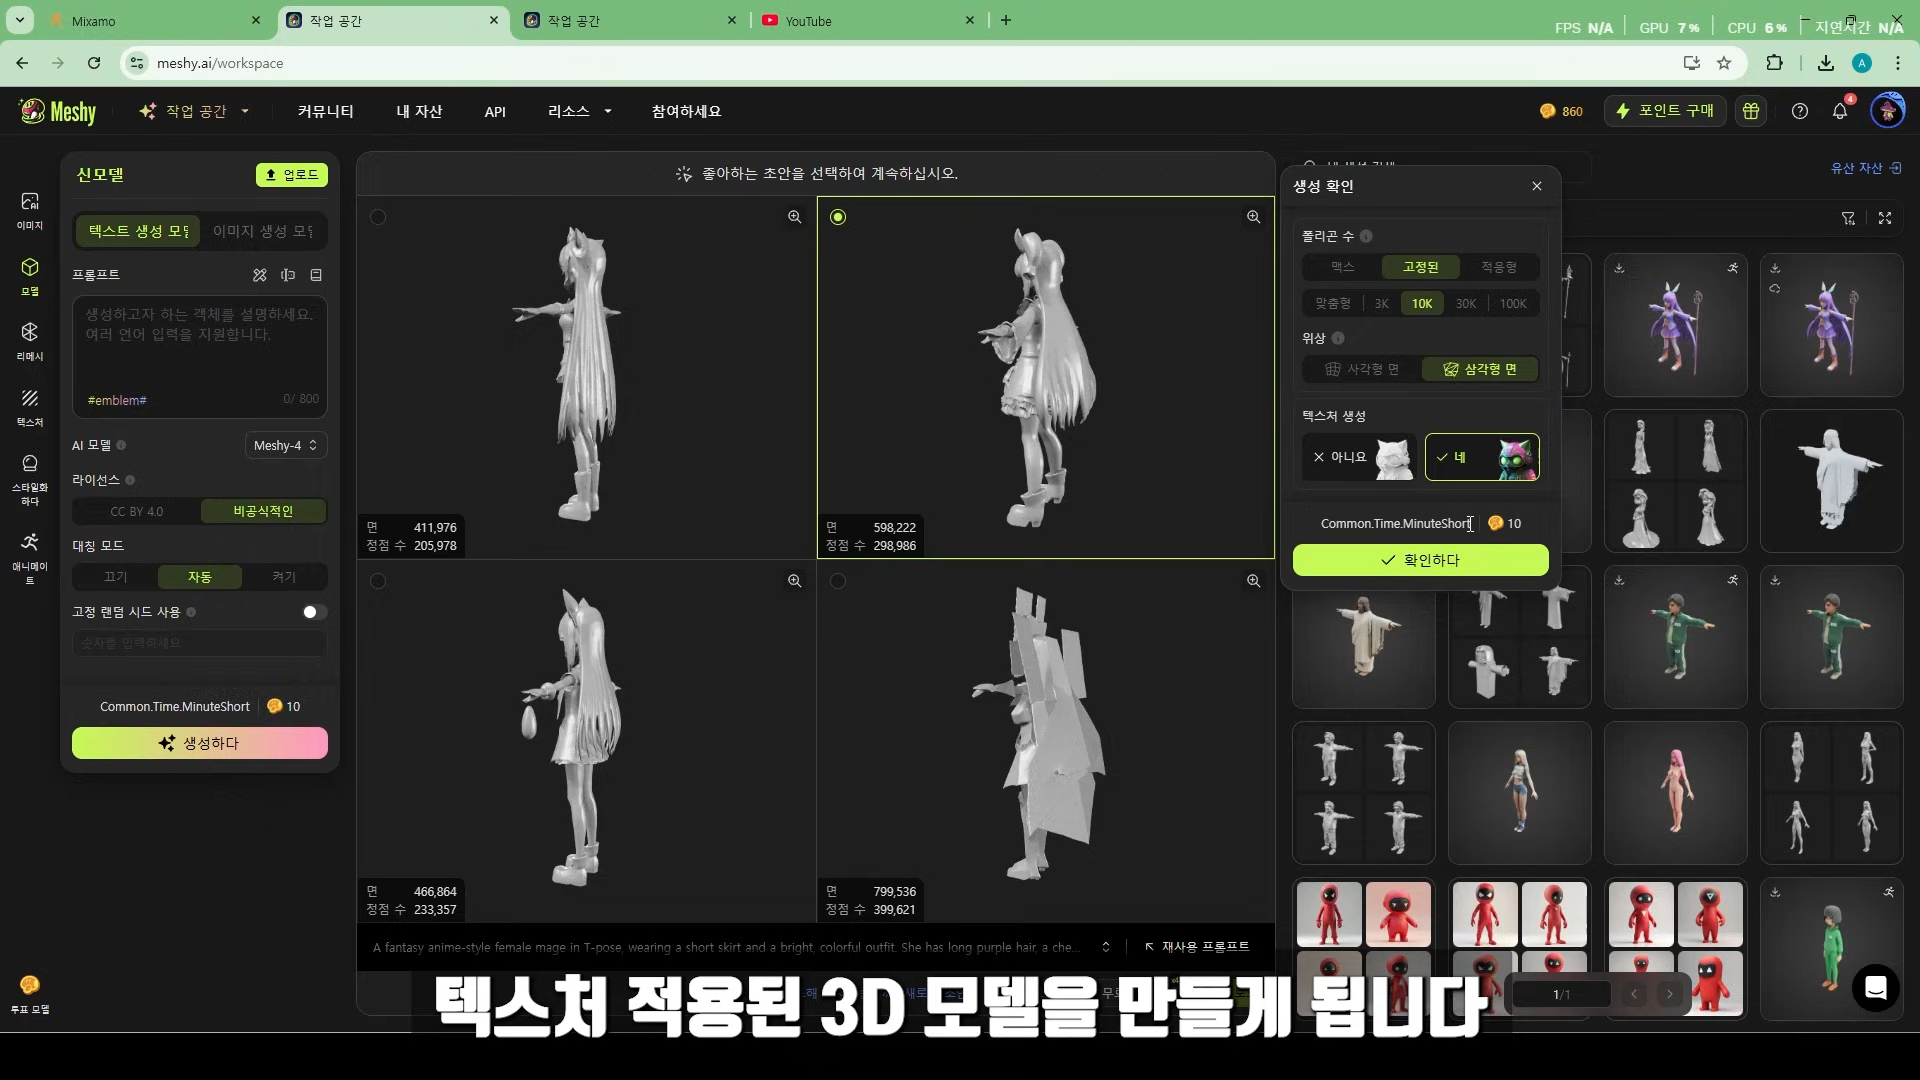 Mixamo
작업 공간
작업 공간
YouTube
FPS N/A
GPU 7 %
CPU 6 %
지연시간 N/A
meshy.ai/workspace
A
Meshy
작업 공간
커뮤니티
내 자산
API
리소스
참여하세요
860
포인트 구매
4
신모델
업로드
좋아하는 초안을 선택하여 계속하십시오.
생성 확인
유산 자산
이미지
모델
리메시
텍스처
스타일화
하다
애니메이
트
투표 모델
텍스트 생성 모델
이미지 생성 모델
프롬프트
생성하고자 하는 객체를 설명하세요.
여러 언어 입력을 지원합니다.
#emblem#
0/ 800
AI 모델
Meshy-4
라이선스
CC BY 4.0
비공식적인
대칭 모드
끄기
자동
켜기
고정 랜덤 시드 사용
숫자를 입력하세요
Common.Time.MinuteShort
10
생성하다
면 411,976
정점 수 205,978
면 598,222
정점 수 298,986
면 466,864
정점 수 233,357
면 799,536
정점 수 399,621
폴리곤 수
맥스
고정된
적응형
맞춤형
3K
10K
30K
100K
위상
사각형 면
삼각형 면
텍스처 생성
아니요
네
Common.Time.MinuteShort
10
확인하다
A fantasy anime-style female mage in T-pose, wearing a short skirt and a bright, colorful outfit. She has long purple hair, a che...
재사용 프롬프트
1/1
텍스처 적용된 3D 모델을 만들게 됩니다